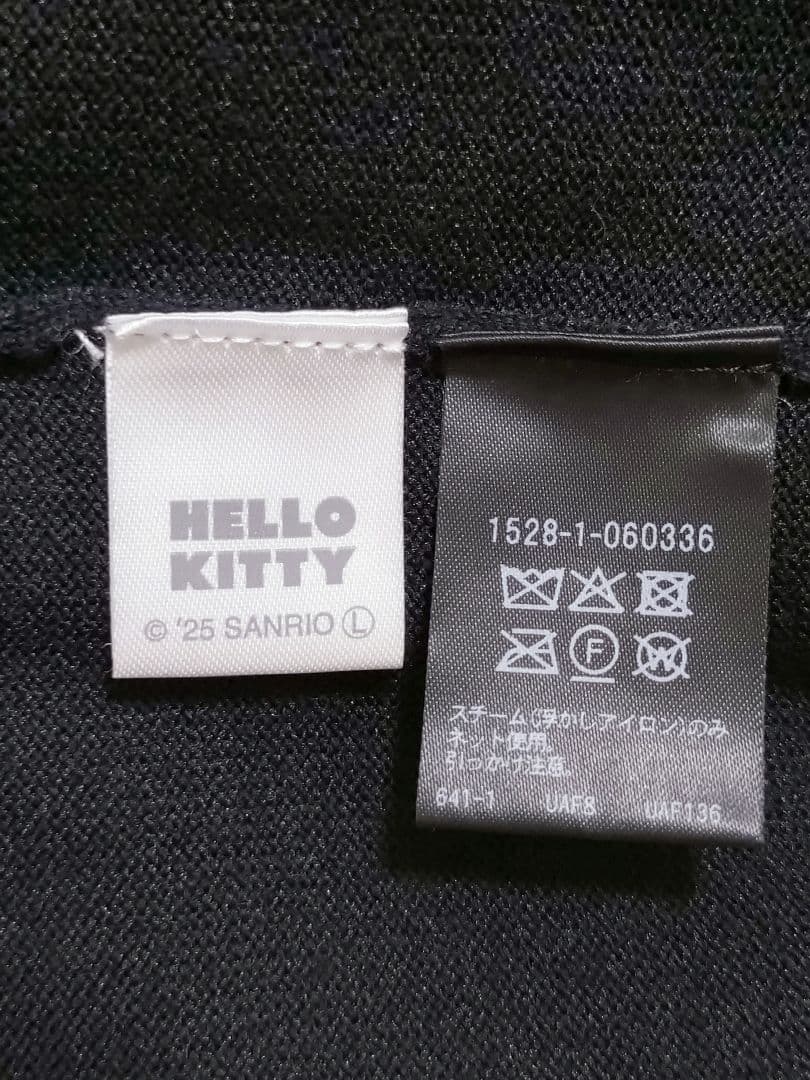 HELLO
KITTY
© '25 SANRIO Ⓛ
1528-1-060336
F
W
スチーム(浮かしアイロン)のみ
ネット使用。
引っかけ注意。
641-1 UAF8 UAF136